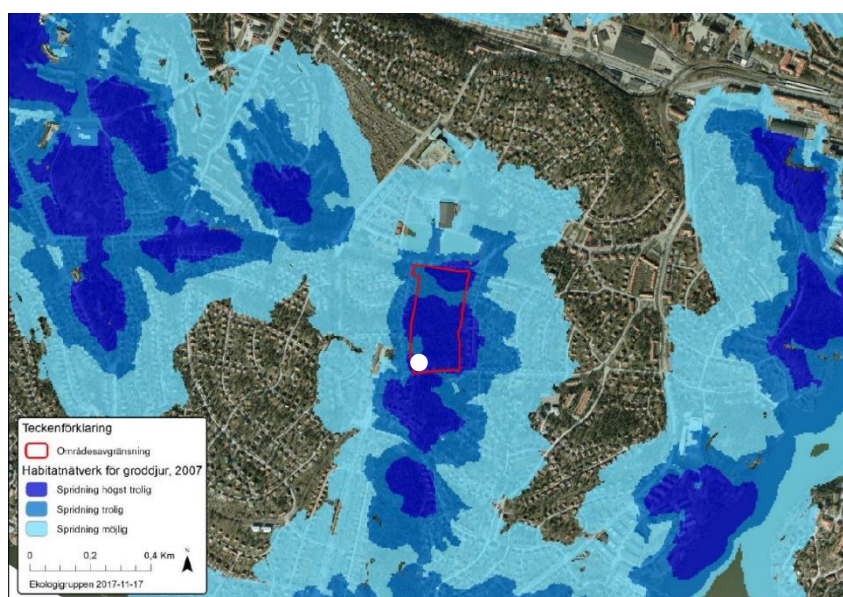 Teckenförklaring
Områdesavgränsning
Habitatnätverk för groddjur, 2007
Spridning högst trolig
Spridning trolig
Spridning möjlig
0 0,2 0,4 Km
N
Ekologigruppen 2017-11-17